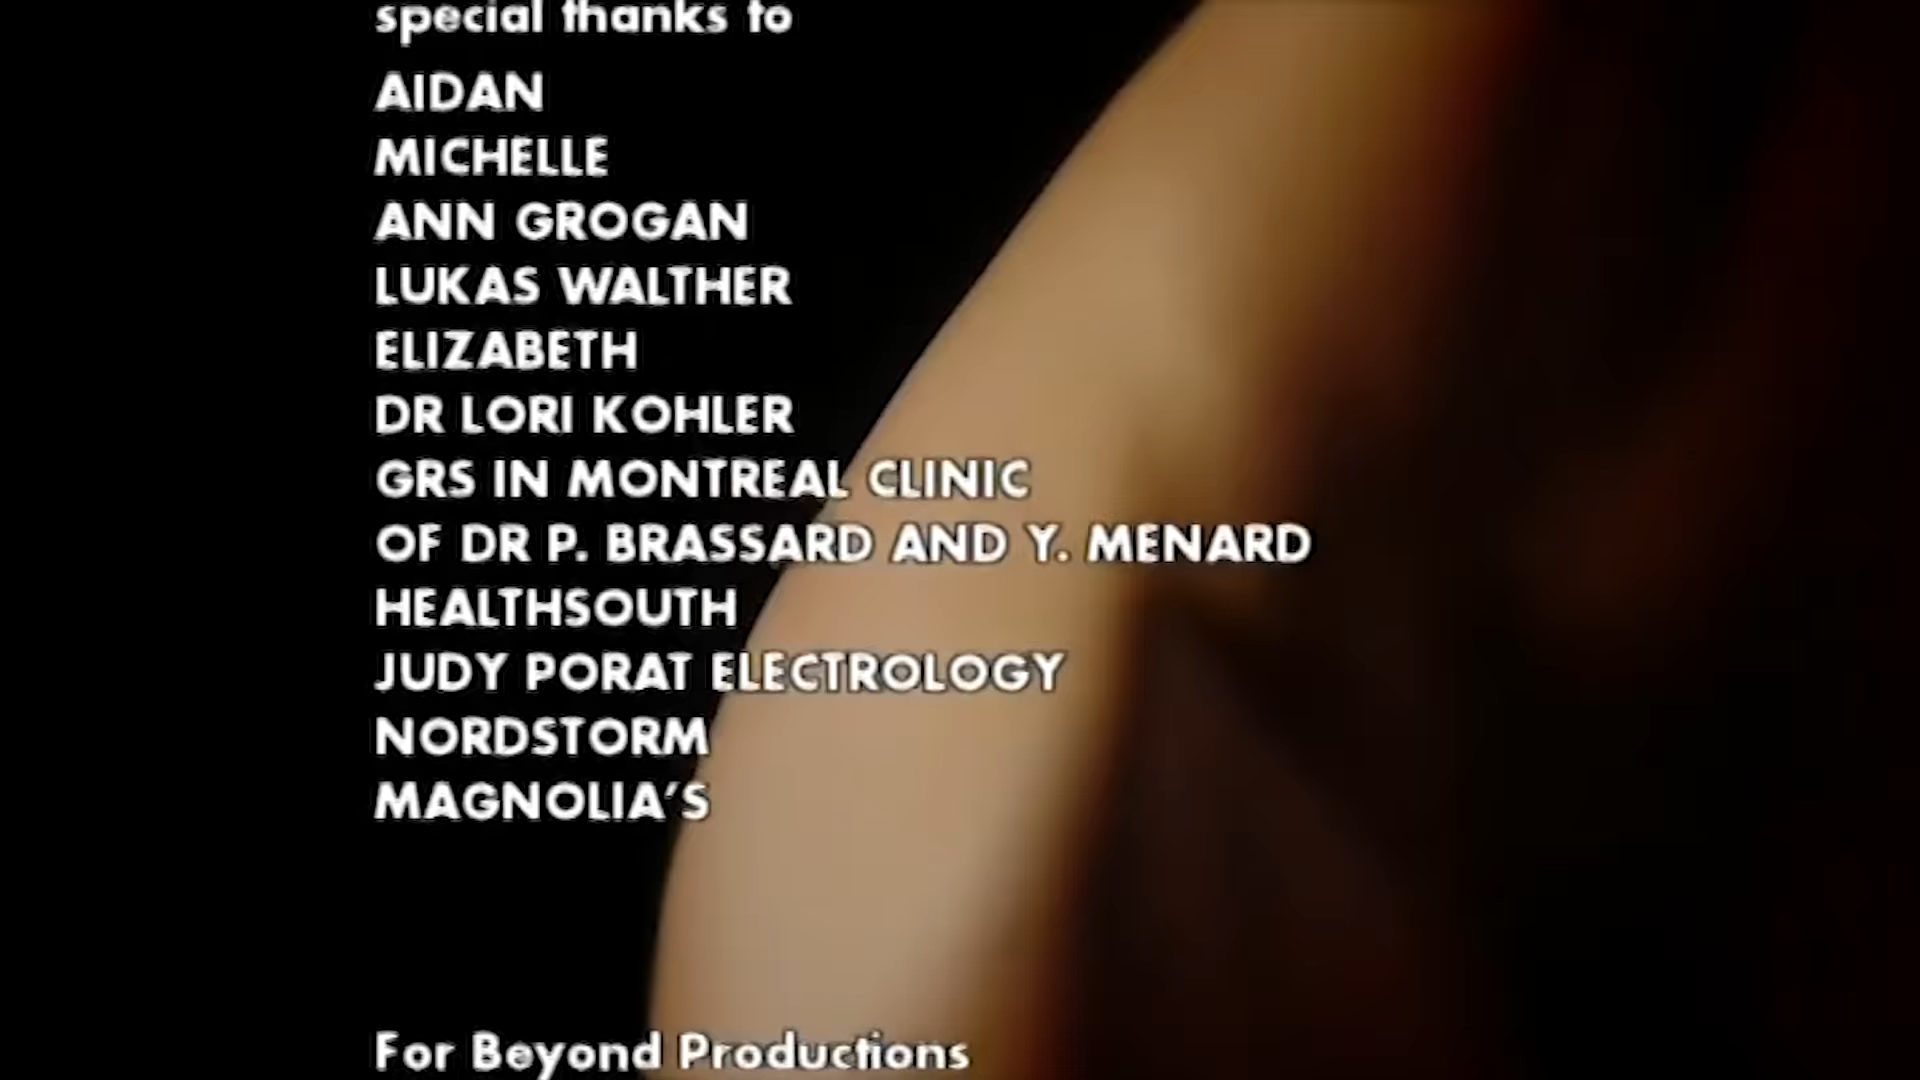 special thanks to
AIDAN
MICHELLE
ANN GROGAN
LUKAS WALTHER
ELIZABETH
DR LORI KOHLER
GRS IN MONTREAL CLINIC
OF DR P. BRASSARD AND Y. MENARD
HEALTHSOUTH
JUDY PORAT ELECTROLOGY
NORDSTORM
MAGNOLIA'S
For Beyond Productions